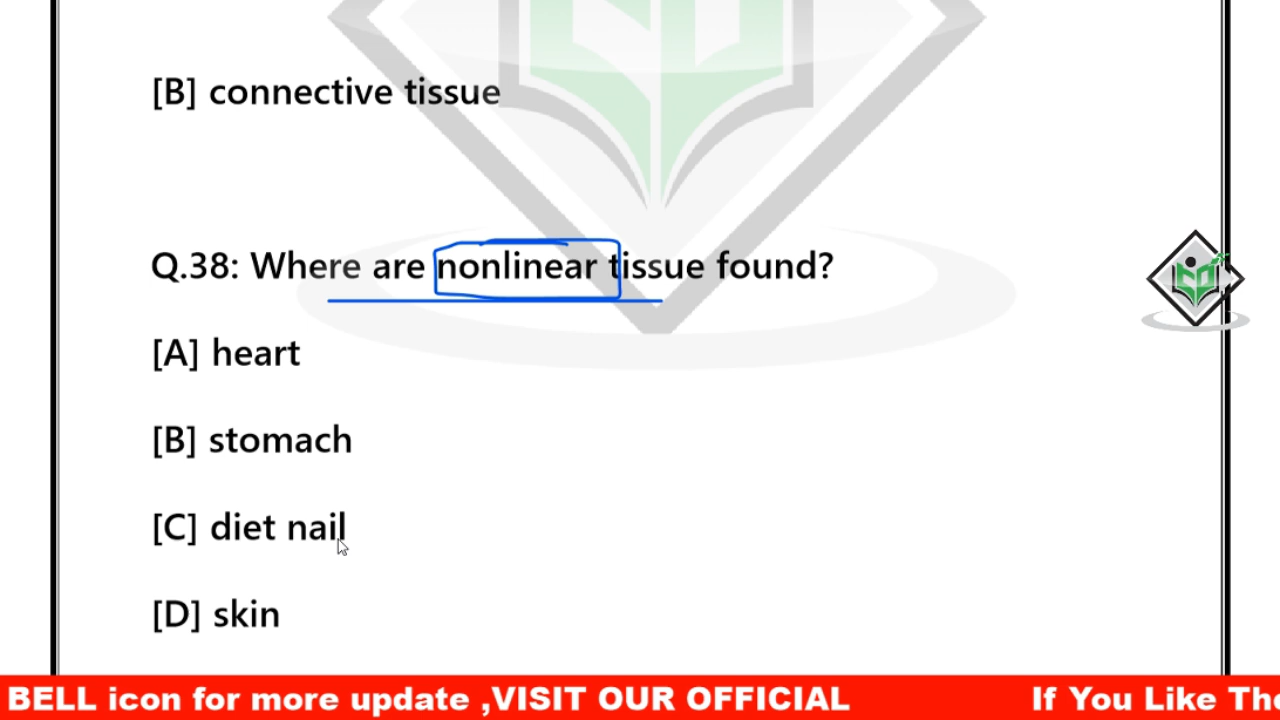 [B] connective tissue
Q.38: Where are nonlinear tissue found?
[A] heart
[B] stomach
[C] diet nail
[D] skin
BELL icon for more update ,VISIT OUR OFFICIAL If You Like The